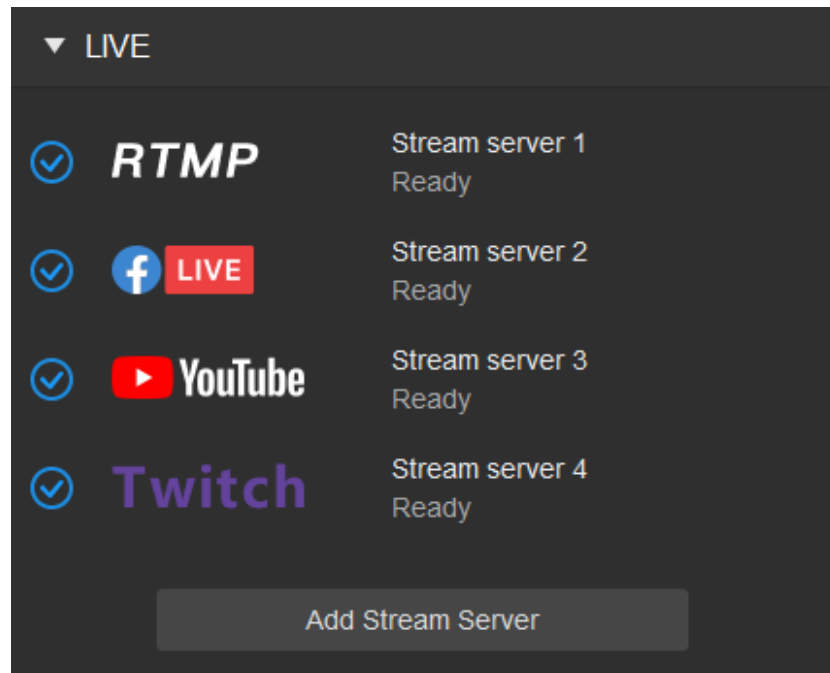 LIVE
RTMP
Stream server 1
Ready
f LIVE
Stream server 2
Ready
YouTube
Stream server 3
Ready
Twitch
Stream server 4
Ready
Add Stream Server